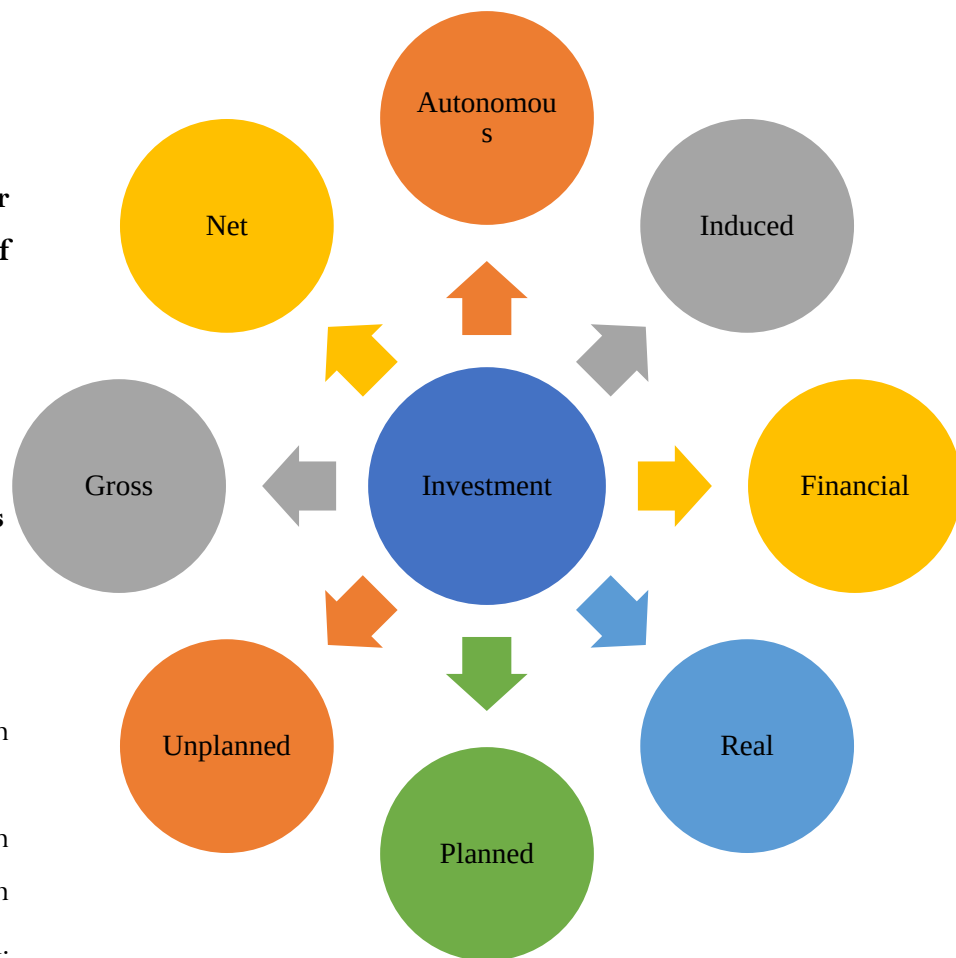 Autonomou
s
Induced
Financial
Real
Planned
Unplanned
Gross
Net
Investment